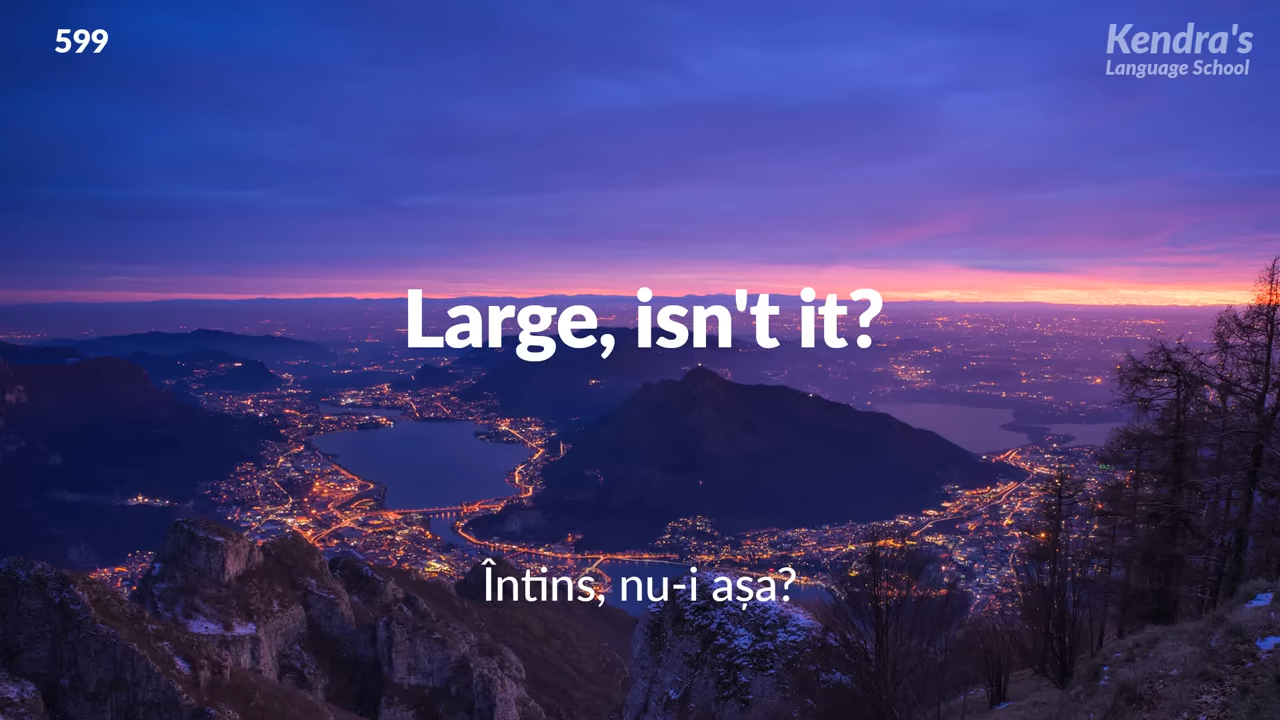 599
Kendra's
Language School
Large, isn't it?
Întins, nu-i așa?